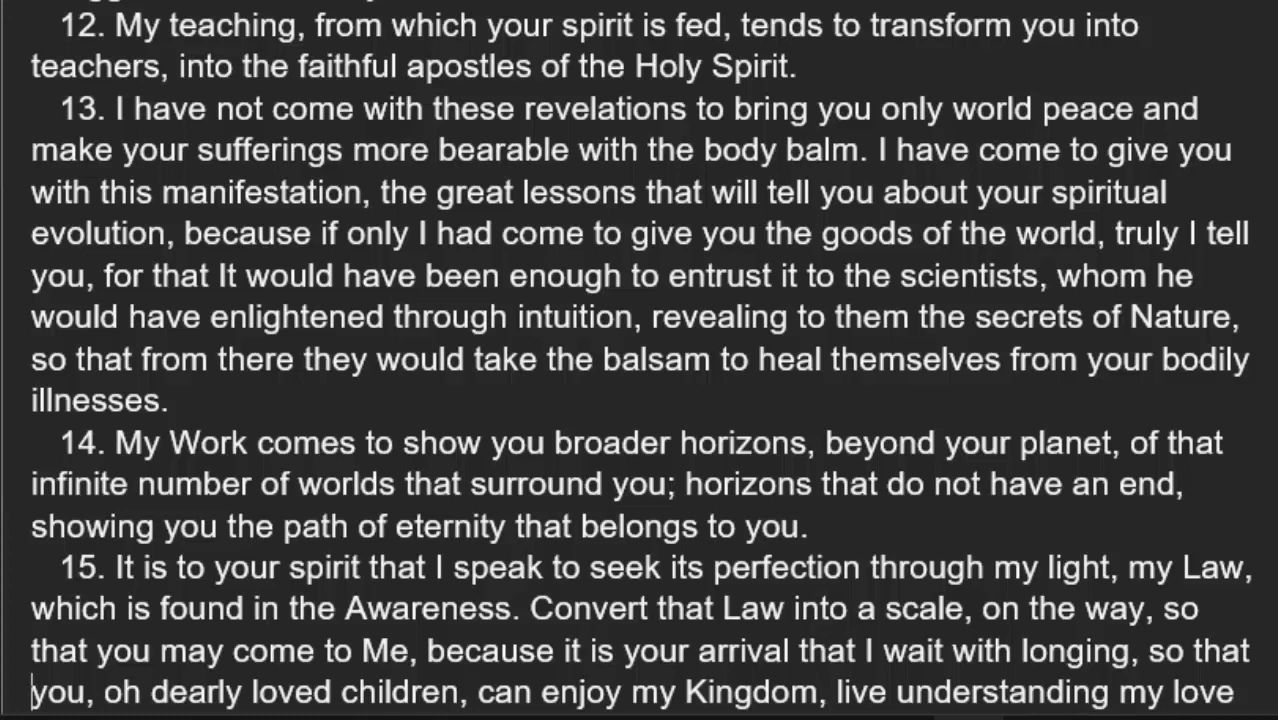 12. My teaching, from which your spirit is fed, tends to transform you into
teachers, into the faithful apostles of the Holy Spirit.
13. I have not come with these revelations to bring you only world peace and
make your sufferings more bearable with the body balm. I have come to give you
with this manifestation, the great lessons that will tell you about your spiritual
evolution, because if only I had come to give you the goods of the world, truly I tell
you, for that It would have been enough to entrust it to the scientists, whom he
would have enlightened through intuition, revealing to them the secrets of Nature,
so that from there they would take the balsam to heal themselves from your bodily
illnesses.
14. My Work comes to show you broader horizons, beyond your planet, of that
infinite number of worlds that surround you; horizons that do not have an end,
showing you the path of eternity that belongs to you.
15. It is to your spirit that I speak to seek its perfection through my light, my Law,
which is found in the Awareness. Convert that Law into a scale, on the way, so
that you may come to Me, because it is your arrival that I wait with longing, so that
you, oh dearly loved children, can enjoy my Kingdom, live understanding my love